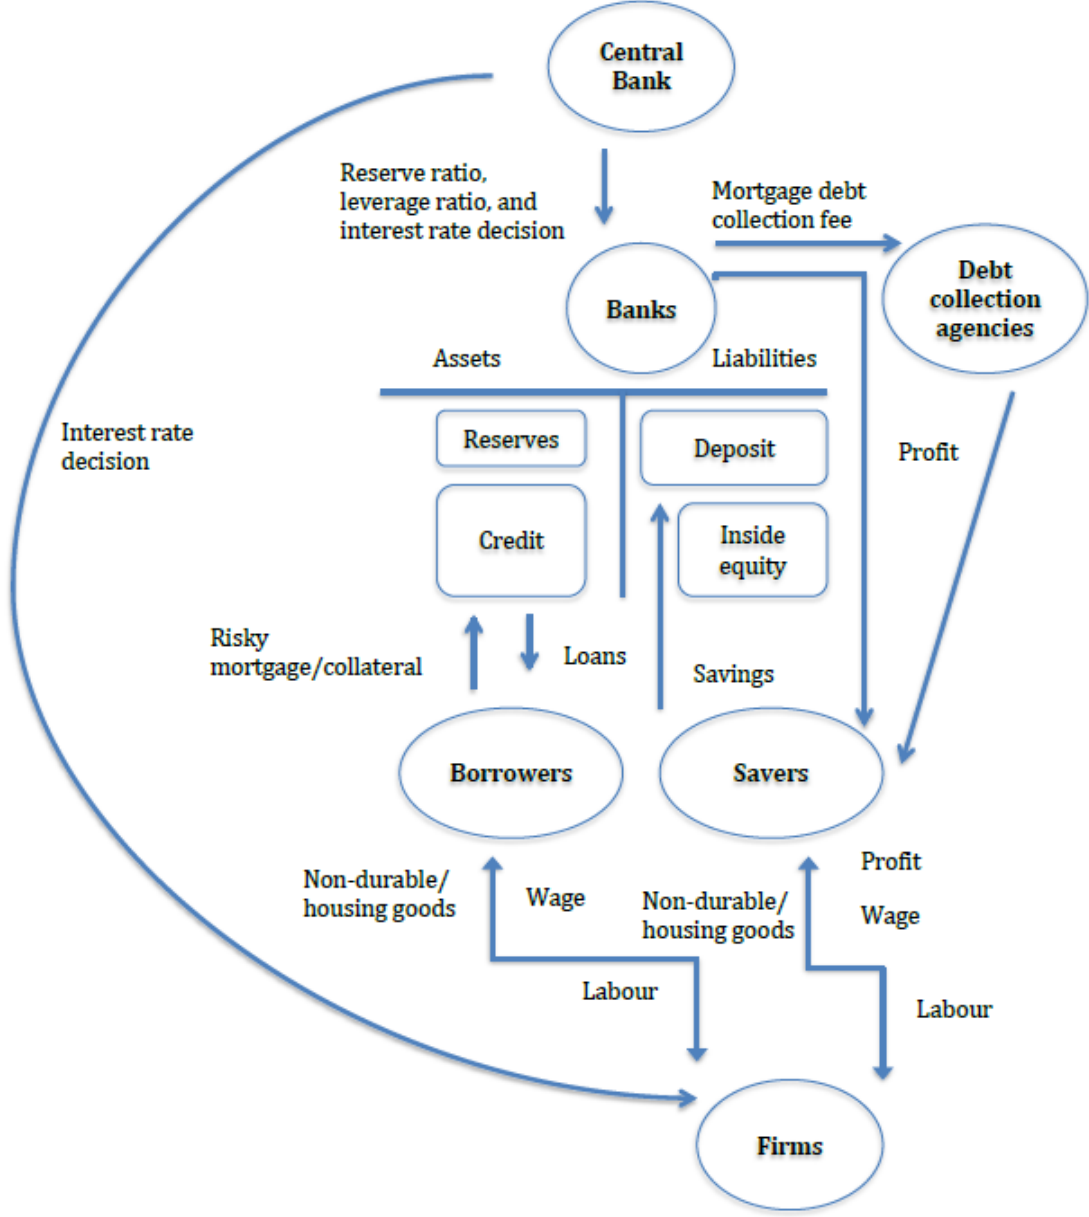 Central
Bank
Reserve ratio,
leverage ratio, and
interest rate decision
Mortgage debt
collection fee
Debt
collection
agencies
Banks
Assets
Liabilities
Interest rate
decision
Reserves
Deposit
Profit
Credit
Inside
equity
Risky
mortgage/collateral
Loans
Savings
Borrowers
Savers
Non-durable/
housing goods
Wage
Non-durable/
housing goods
Profit
Wage
Labour
Labour
Firms